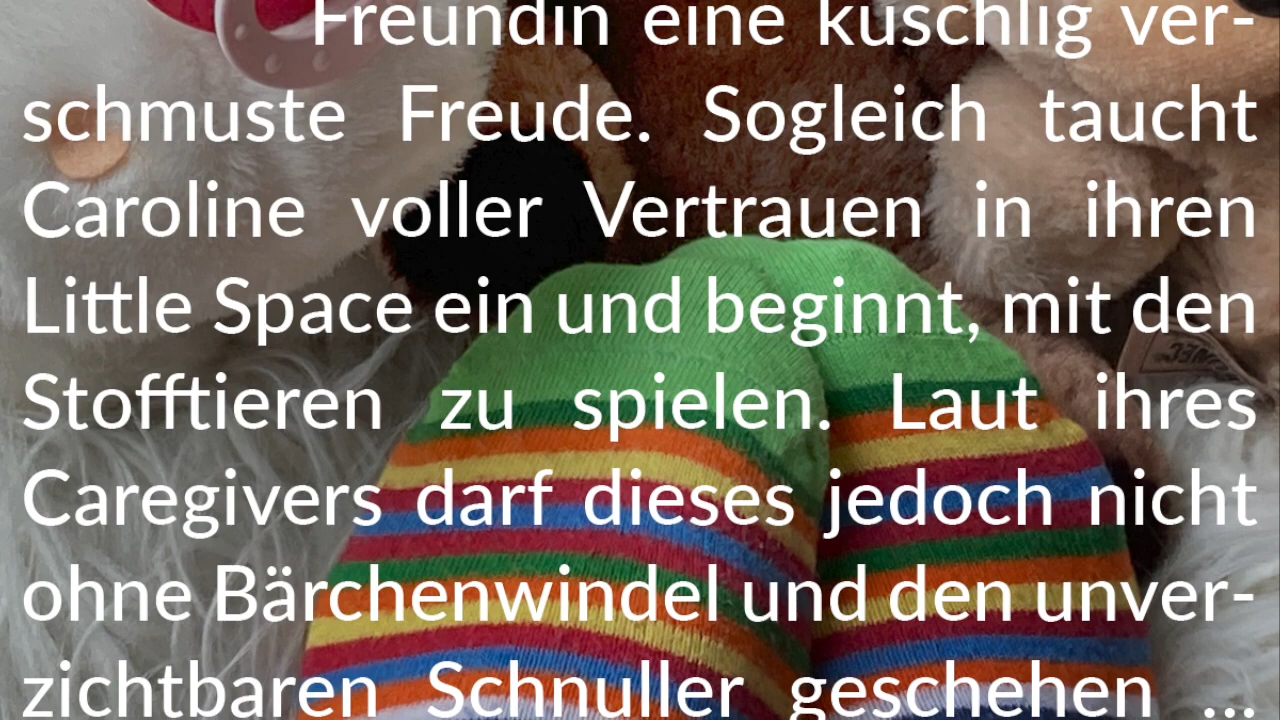 Freundin eine kuschlig ver-
schmuste Freude. Sogleich taucht
Caroline voller Vertrauen in ihren
Little Space ein und beginnt, mit den
Stofftieren zu spielen. Laut ihres
Caregivers darf dieses jedoch nicht
ohne Bärchenwindel und den unver-
zichtbaren Schnuller geschehen ...